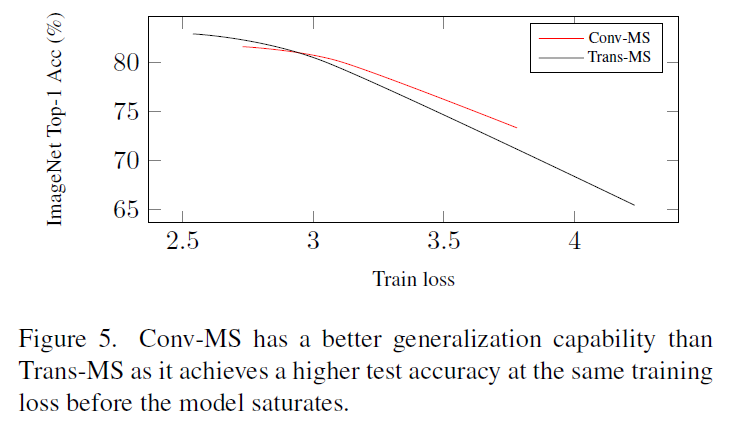 ImageNet Top-1 Acc (%)
80
75
70
65
Conv-MS
Trans-MS
2.5 3 3.5 4
Train loss
Figure 5. Conv-MS has a better generalization capability than
Trans-MS as it achieves a higher test accuracy at the same training
loss before the model saturates.